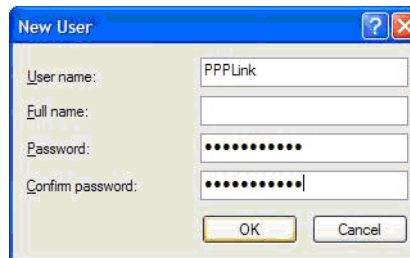 New User
User name: PPPLink
Full name:
Password: •••••••••••
Confirm password: •••••••••••
OK Cancel